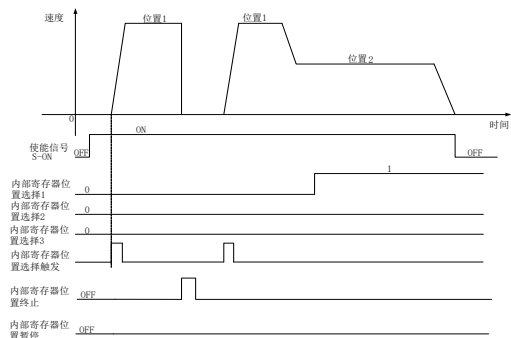 速度
位置1
位置1
位置2
0
时间
ON
使能信号
S-ON
OFF
OFF
1
内部寄存器位
置选择1
0
内部寄存器位
置选择2
0
内部寄存器位
置选择3
0
内部寄存器位
置选择触发
内部寄存器位
置终止
OFF
内部寄存器位
置暂停
OFF